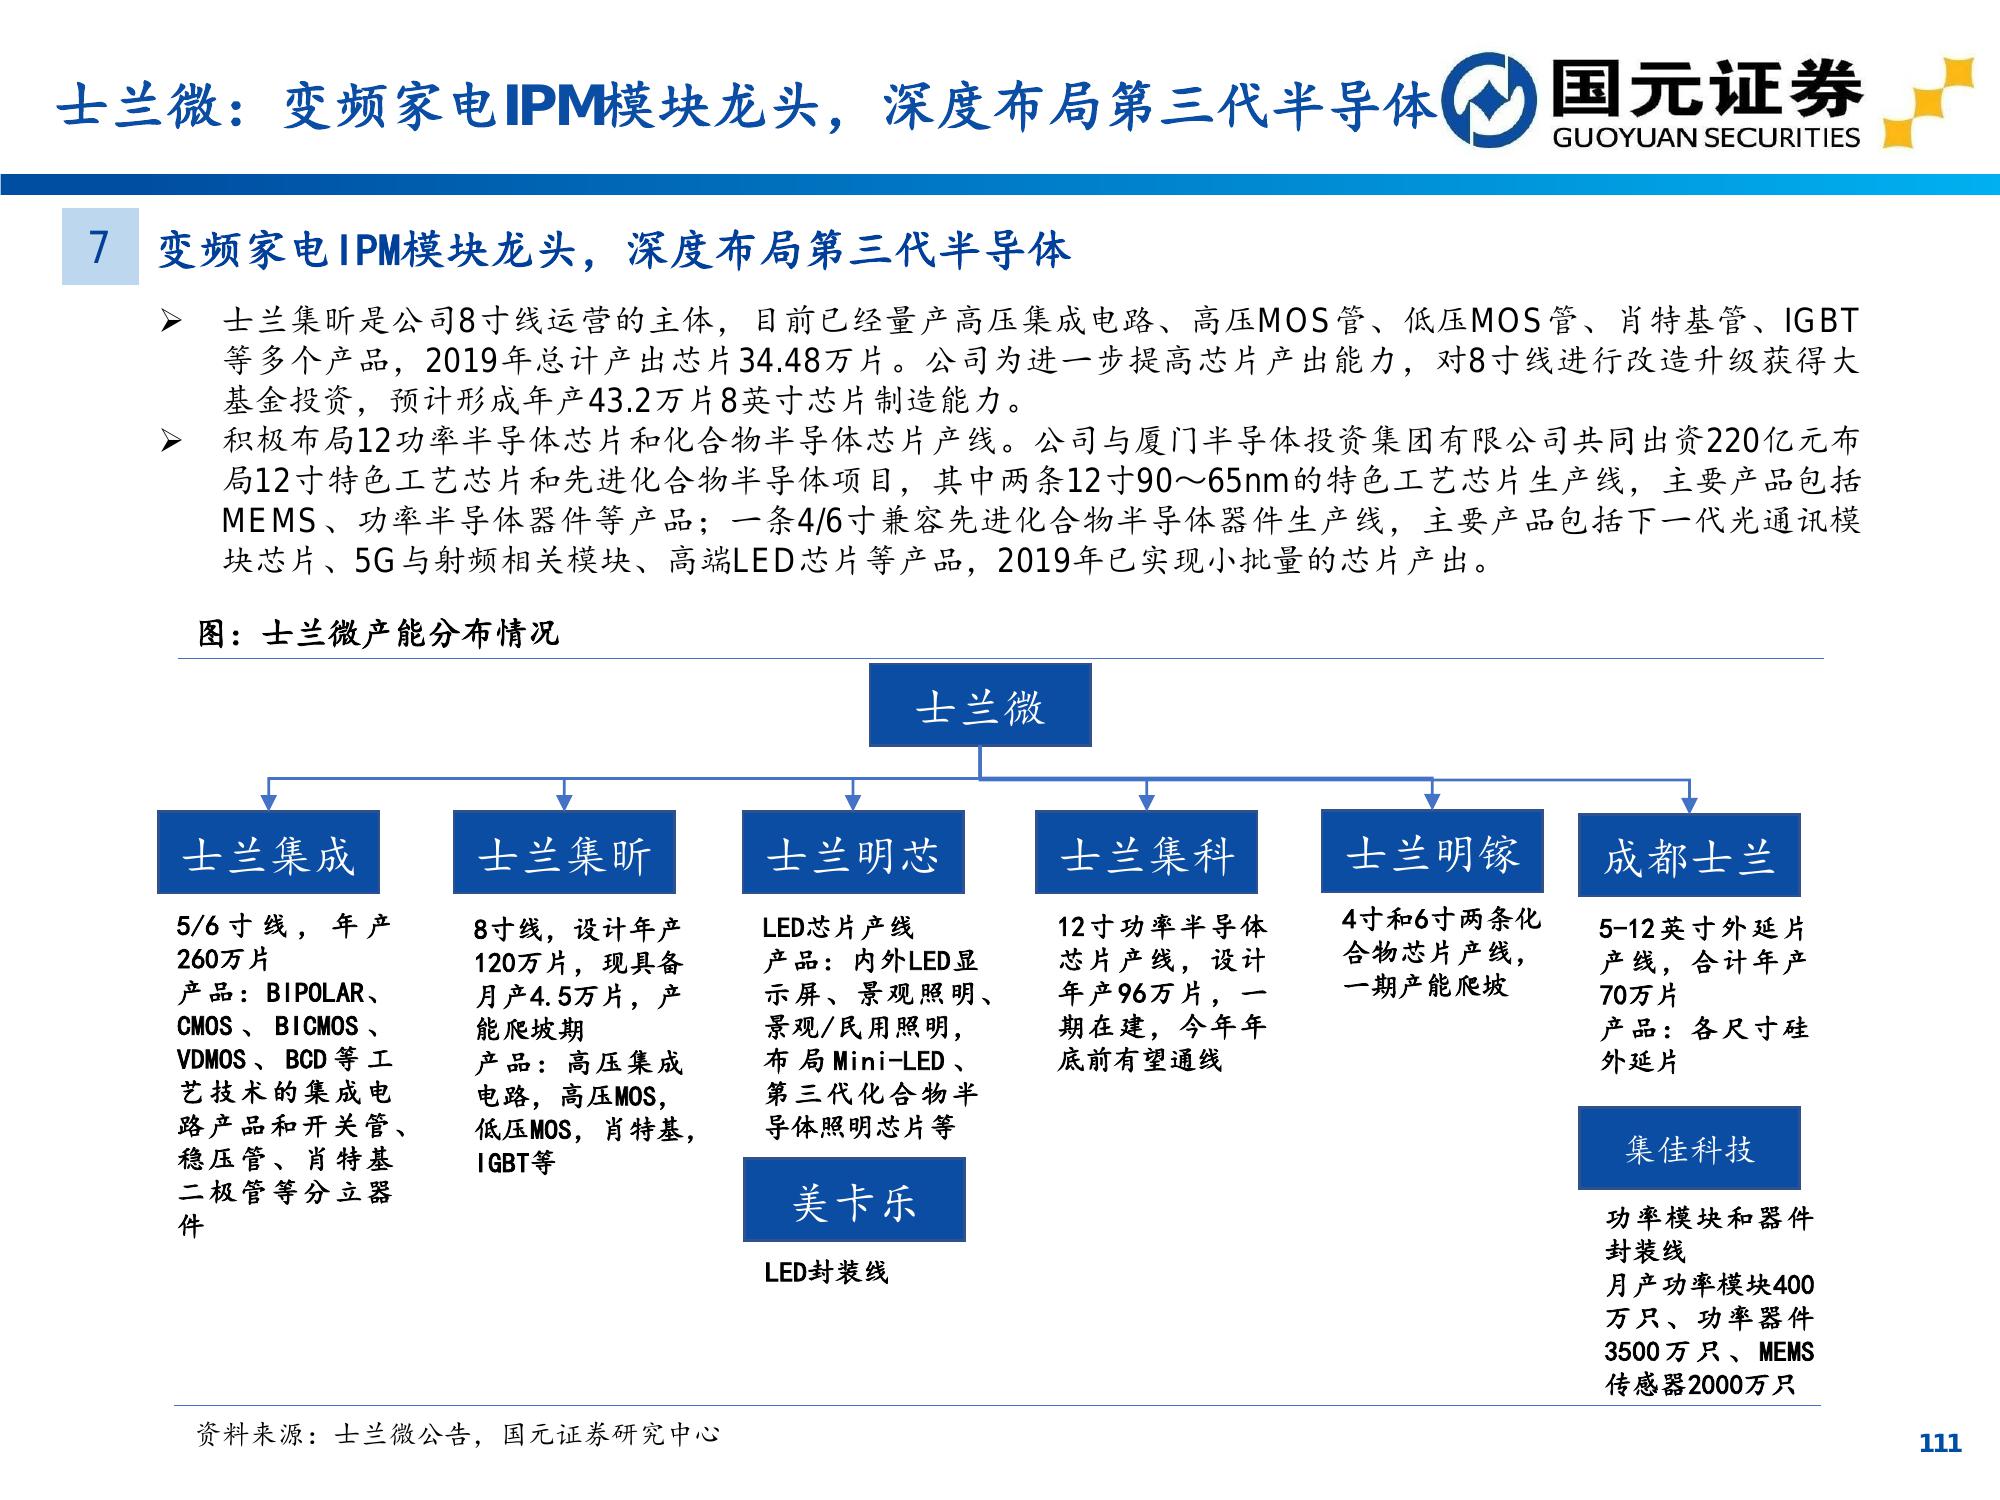 士兰微：变频家电IPM模块龙头，深度布局第三代半导体
国元证券
GUOYUAN SECURITIES
7
变频家电IPM模块龙头，深度布局第三代半导体
➢ 士兰集昕是公司8寸线运营的主体，目前已经量产高压集成电路、高压MOS管、低压MOS管、肖特基管、IGBT
等多个产品，2019年总计产出芯片34.48万片。公司为进一步提高芯片产出能力，对8寸线进行改造升级获得大
基金投资，预计形成年产43.2万片8英寸芯片制造能力。
➢ 积极布局12功率半导体芯片和化合物半导体芯片产线。公司与厦门半导体投资集团有限公司共同出资220亿元布
局12寸特色工艺芯片和先进化合物半导体项目，其中两条12寸90～65nm的特色工艺芯片生产线，主要产品包括
MEMS、功率半导体器件等产品；一条4/6寸兼容先进化合物半导体器件生产线，主要产品包括下一代光通讯模
块芯片、5G与射频相关模块、高端LED芯片等产品，2019年已实现小批量的芯片产出。
图：士兰微产能分布情况
士兰微
士兰集成
5/6寸线，年产
260万片
产品：BIPOLAR、
CMOS、BICMOS、
VDMOS、BCD等工
艺技术的集成电
路产品和开关管、
稳压管、肖特基
二极管等分立器
件
士兰集昕
8寸线，设计年产
120万片，现具备
月产4.5万片，产
能爬坡期
产品：高压集成
电路，高压MOS，
低压MOS，肖特基，
IGBT等
士兰明芯
LED芯片产线
产品：内外LED显
示屏、景观照明、
景观/民用照明，
布局Mini-LED、
第三代化合物半
导体照明芯片等
美卡乐
LED封装线
士兰集科
12寸功率半导体
芯片产线，设计
年产96万片，一
期在建，今年年
底前有望通线
士兰明镓
4寸和6寸两条化
合物芯片产线，
一期产能爬坡
成都士兰
5-12英寸外延片
产线，合计年产
70万片
产品：各尺寸硅
外延片
集佳科技
功率模块和器件
封装线
月产功率模块400
万只、功率器件
3500万只、MEMS
传感器2000万只
资料来源：士兰微公告，国元证券研究中心
111